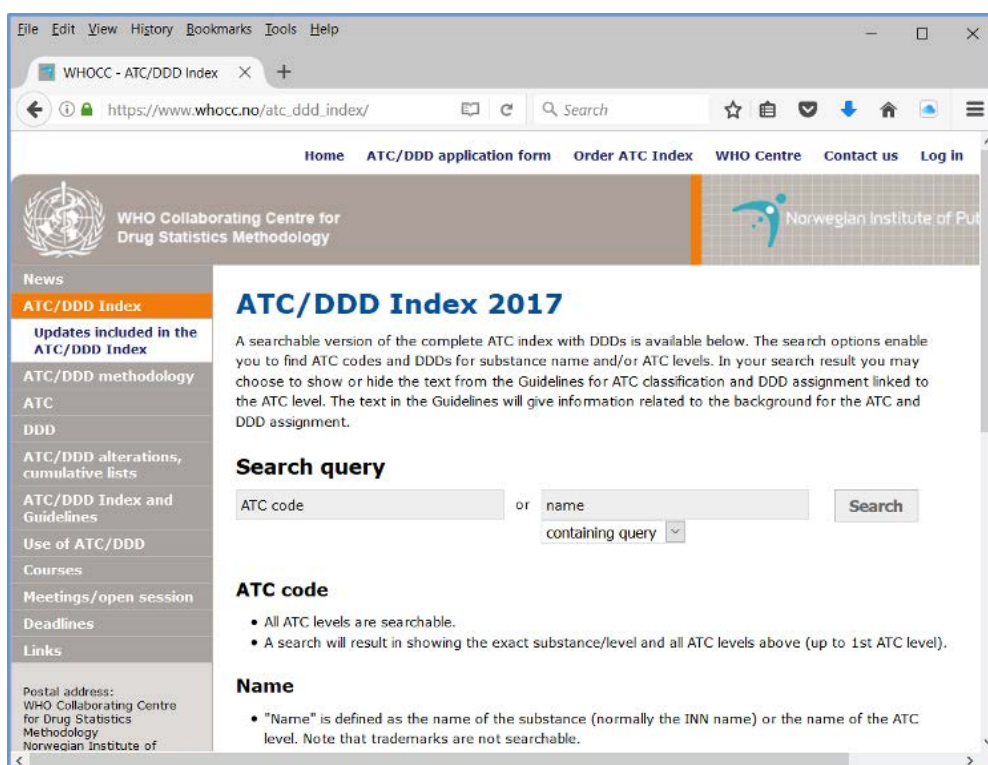 File Edit View History Bookmarks Tools Help
WHOCC - ATC/DDD Index
https://www.whocc.no/atc_ddd_index/
Search
Home ATC/DDD application form Order ATC Index WHO Centre Contact us Log in
WHO Collaborating Centre for
Drug Statistics Methodology
Norwegian Institute of Pub
News
ATC/DDD Index
Updates included in the
ATC/DDD Index
ATC/DDD methodology
ATC
DDD
ATC/DDD alterations,
cumulative lists
ATC/DDD Index and
Guidelines
Use of ATC/DDD
Courses
Meetings/open session
Deadlines
Links
Postal address:
WHO Collaborating Centre
for Drug Statistics
Methodology
Norwegian Institute of
ATC/DDD Index 2017
A searchable version of the complete ATC index with DDDs is available below. The search options enable
you to find ATC codes and DDDs for substance name and/or ATC levels. In your search result you may
choose to show or hide the text from the Guidelines for ATC classification and DDD assignment linked to
the ATC level. The text in the Guidelines will give information related to the background for the ATC and
DDD assignment.
Search query
ATC code or name Search
containing query
ATC code
• All ATC levels are searchable.
• A search will result in showing the exact substance/level and all ATC levels above (up to 1st ATC level).
Name
• "Name" is defined as the name of the substance (normally the INN name) or the name of the ATC
level. Note that trademarks are not searchable.